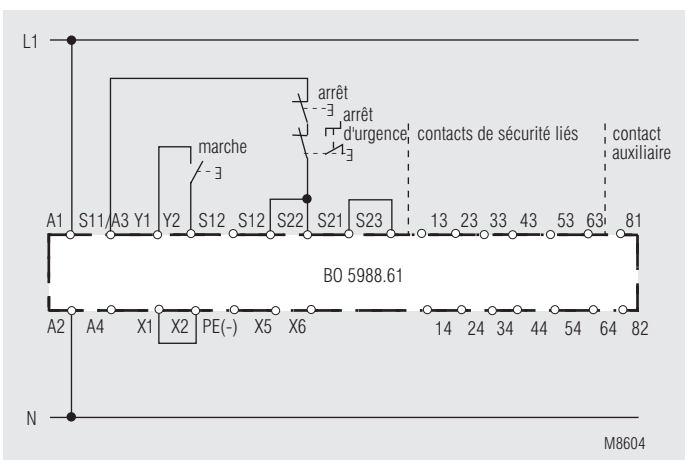 L1
arrêt
arrêt
d'urgence
contacts de sécurité liés
contact
auxiliaire
marche
A1 S11/A3 Y1 Y2 S12 S12 S22 S21 S23 13 23 33 43 53 63 81
BO 5988.61
A2 A4 X1 X2 PE(-) X5 X6 14 24 34 44 54 64 82
N
M8604